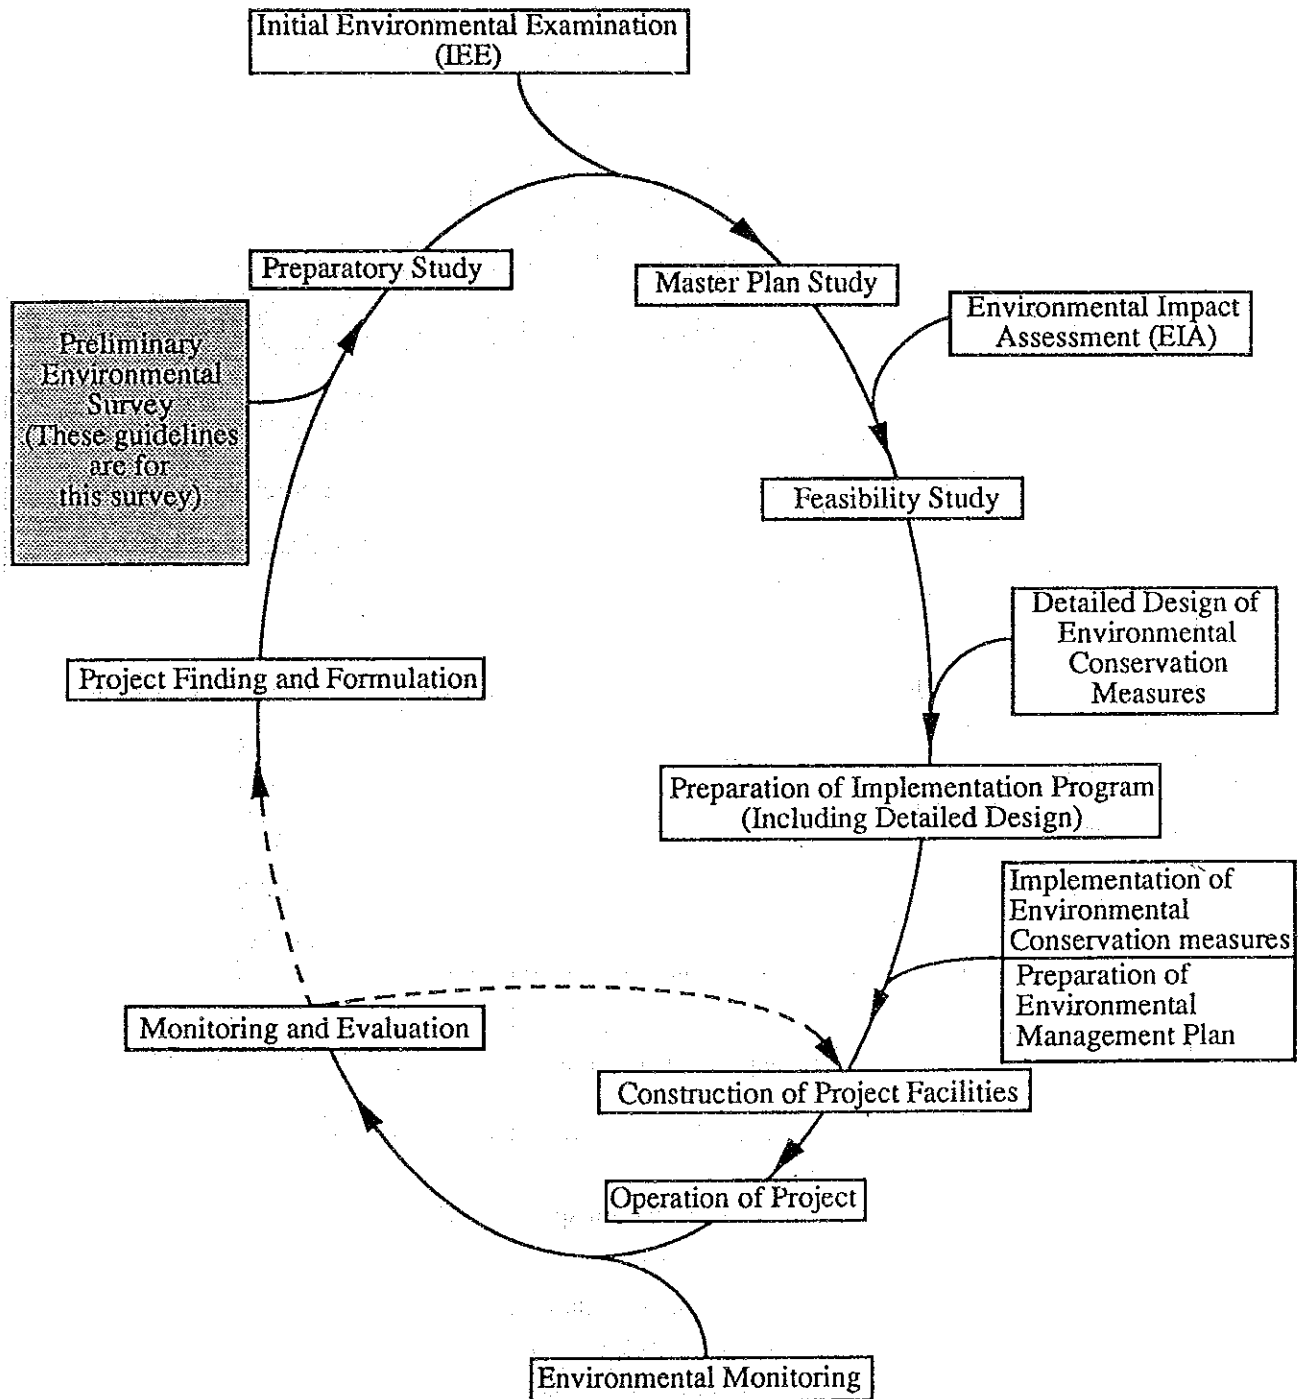 Initial Environmental Examination
(IEE)
Preparatory Study
Master Plan Study
Environmental Impact
Assessment (EIA)
Preliminary
Environmental
Survey
(These guidelines
are for
this survey)
Feasibility Study
Detailed Design of
Environmental
Conservation
Measures
Project Finding and Formulation
Preparation of Implementation Program
(Including Detailed Design)
Implementation of
Environmental
Conservation measures
Preparation of
Environmental
Management Plan
Monitoring and Evaluation
Construction of Project Facilities
Operation of Project
Environmental Monitoring